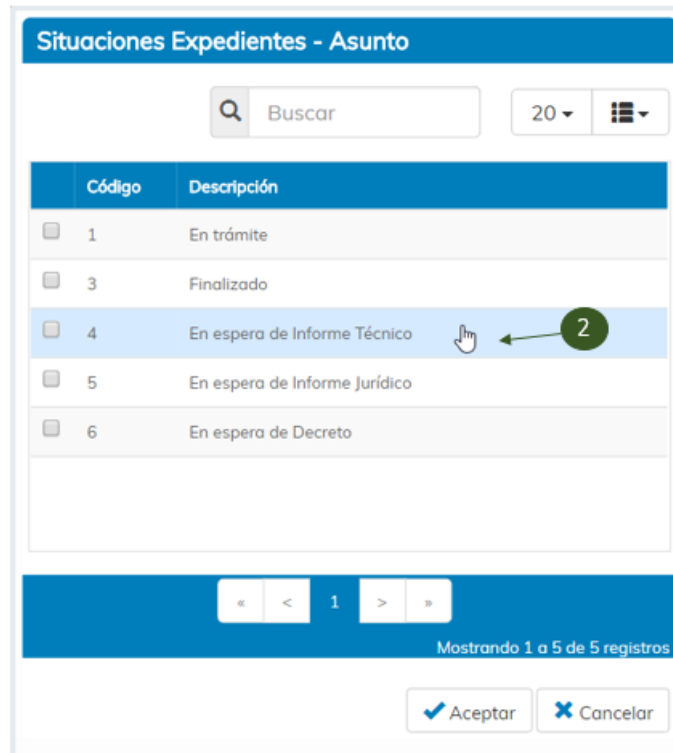 Situaciones Expedientes - Asunto
Buscar
20
Código Descripción
1 En trámite
3 Finalizado
4 En espera de Informe Técnico
2
5 En espera de Informe Jurídico
6 En espera de Decreto
« < 1 > »
Mostrando 1 a 5 de 5 registros
Aceptar Cancelar